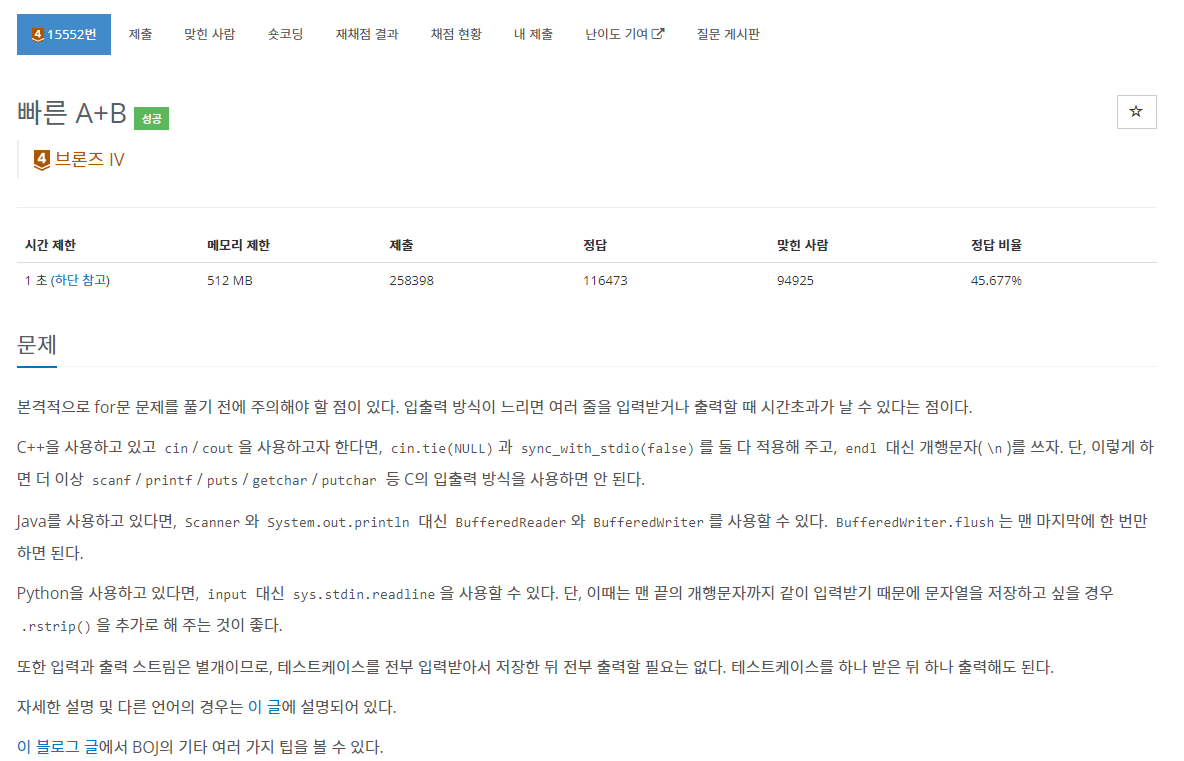 4 15552번 제출 맞힌 사람 숏코딩 재채점 결과 채점 현황 내 제출 난이도 기여 질문 게시판
빠른 A+B 성공
4 브론즈 IV
시간 제한 메모리 제한 제출 정답 맞힌 사람 정답 비율
1 초 (하단 참고) 512 MB 258398 116473 94925 45.677%
문제
본격적으로 for문 문제를 풀기 전에 주의해야 할 점이 있다. 입출력 방식이 느리면 여러 줄을 입력받거나 출력할 때 시간초과가 날 수 있다는 점이다.
C++을 사용하고 있고 cin / cout 을 사용하고자 한다면, cin.tie(NULL) 과 sync_with_stdio(false) 를 둘 다 적용해 주고, endl 대신 개행문자( \n )를 쓰자. 단, 이렇게 하
면 더 이상 scanf / printf / puts / getchar / putchar 등 C의 입출력 방식을 사용하면 안 된다.
Java를 사용하고 있다면, Scanner 와 System.out.println 대신 BufferedReader 와 BufferedWriter 를 사용할 수 있다. BufferedWriter.flush 는 맨 마지막에 한 번만
하면 된다.
Python을 사용하고 있다면, input 대신 sys.stdin.readline 을 사용할 수 있다. 단, 이때는 맨 끝의 개행문자까지 같이 입력받기 때문에 문자열을 저장하고 싶을 경우
.rstrip() 을 추가로 해 주는 것이 좋다.
또한 입력과 출력 스트림은 별개이므로, 테스트케이스를 전부 입력받아서 저장한 뒤 전부 출력할 필요는 없다. 테스트케이스를 하나 받은 뒤 하나 출력해도 된다.
자세한 설명 및 다른 언어의 경우는 이 글에 설명되어 있다.
이 블로그 글에서 BOJ의 기타 여러 가지 팁을 볼 수 있다.